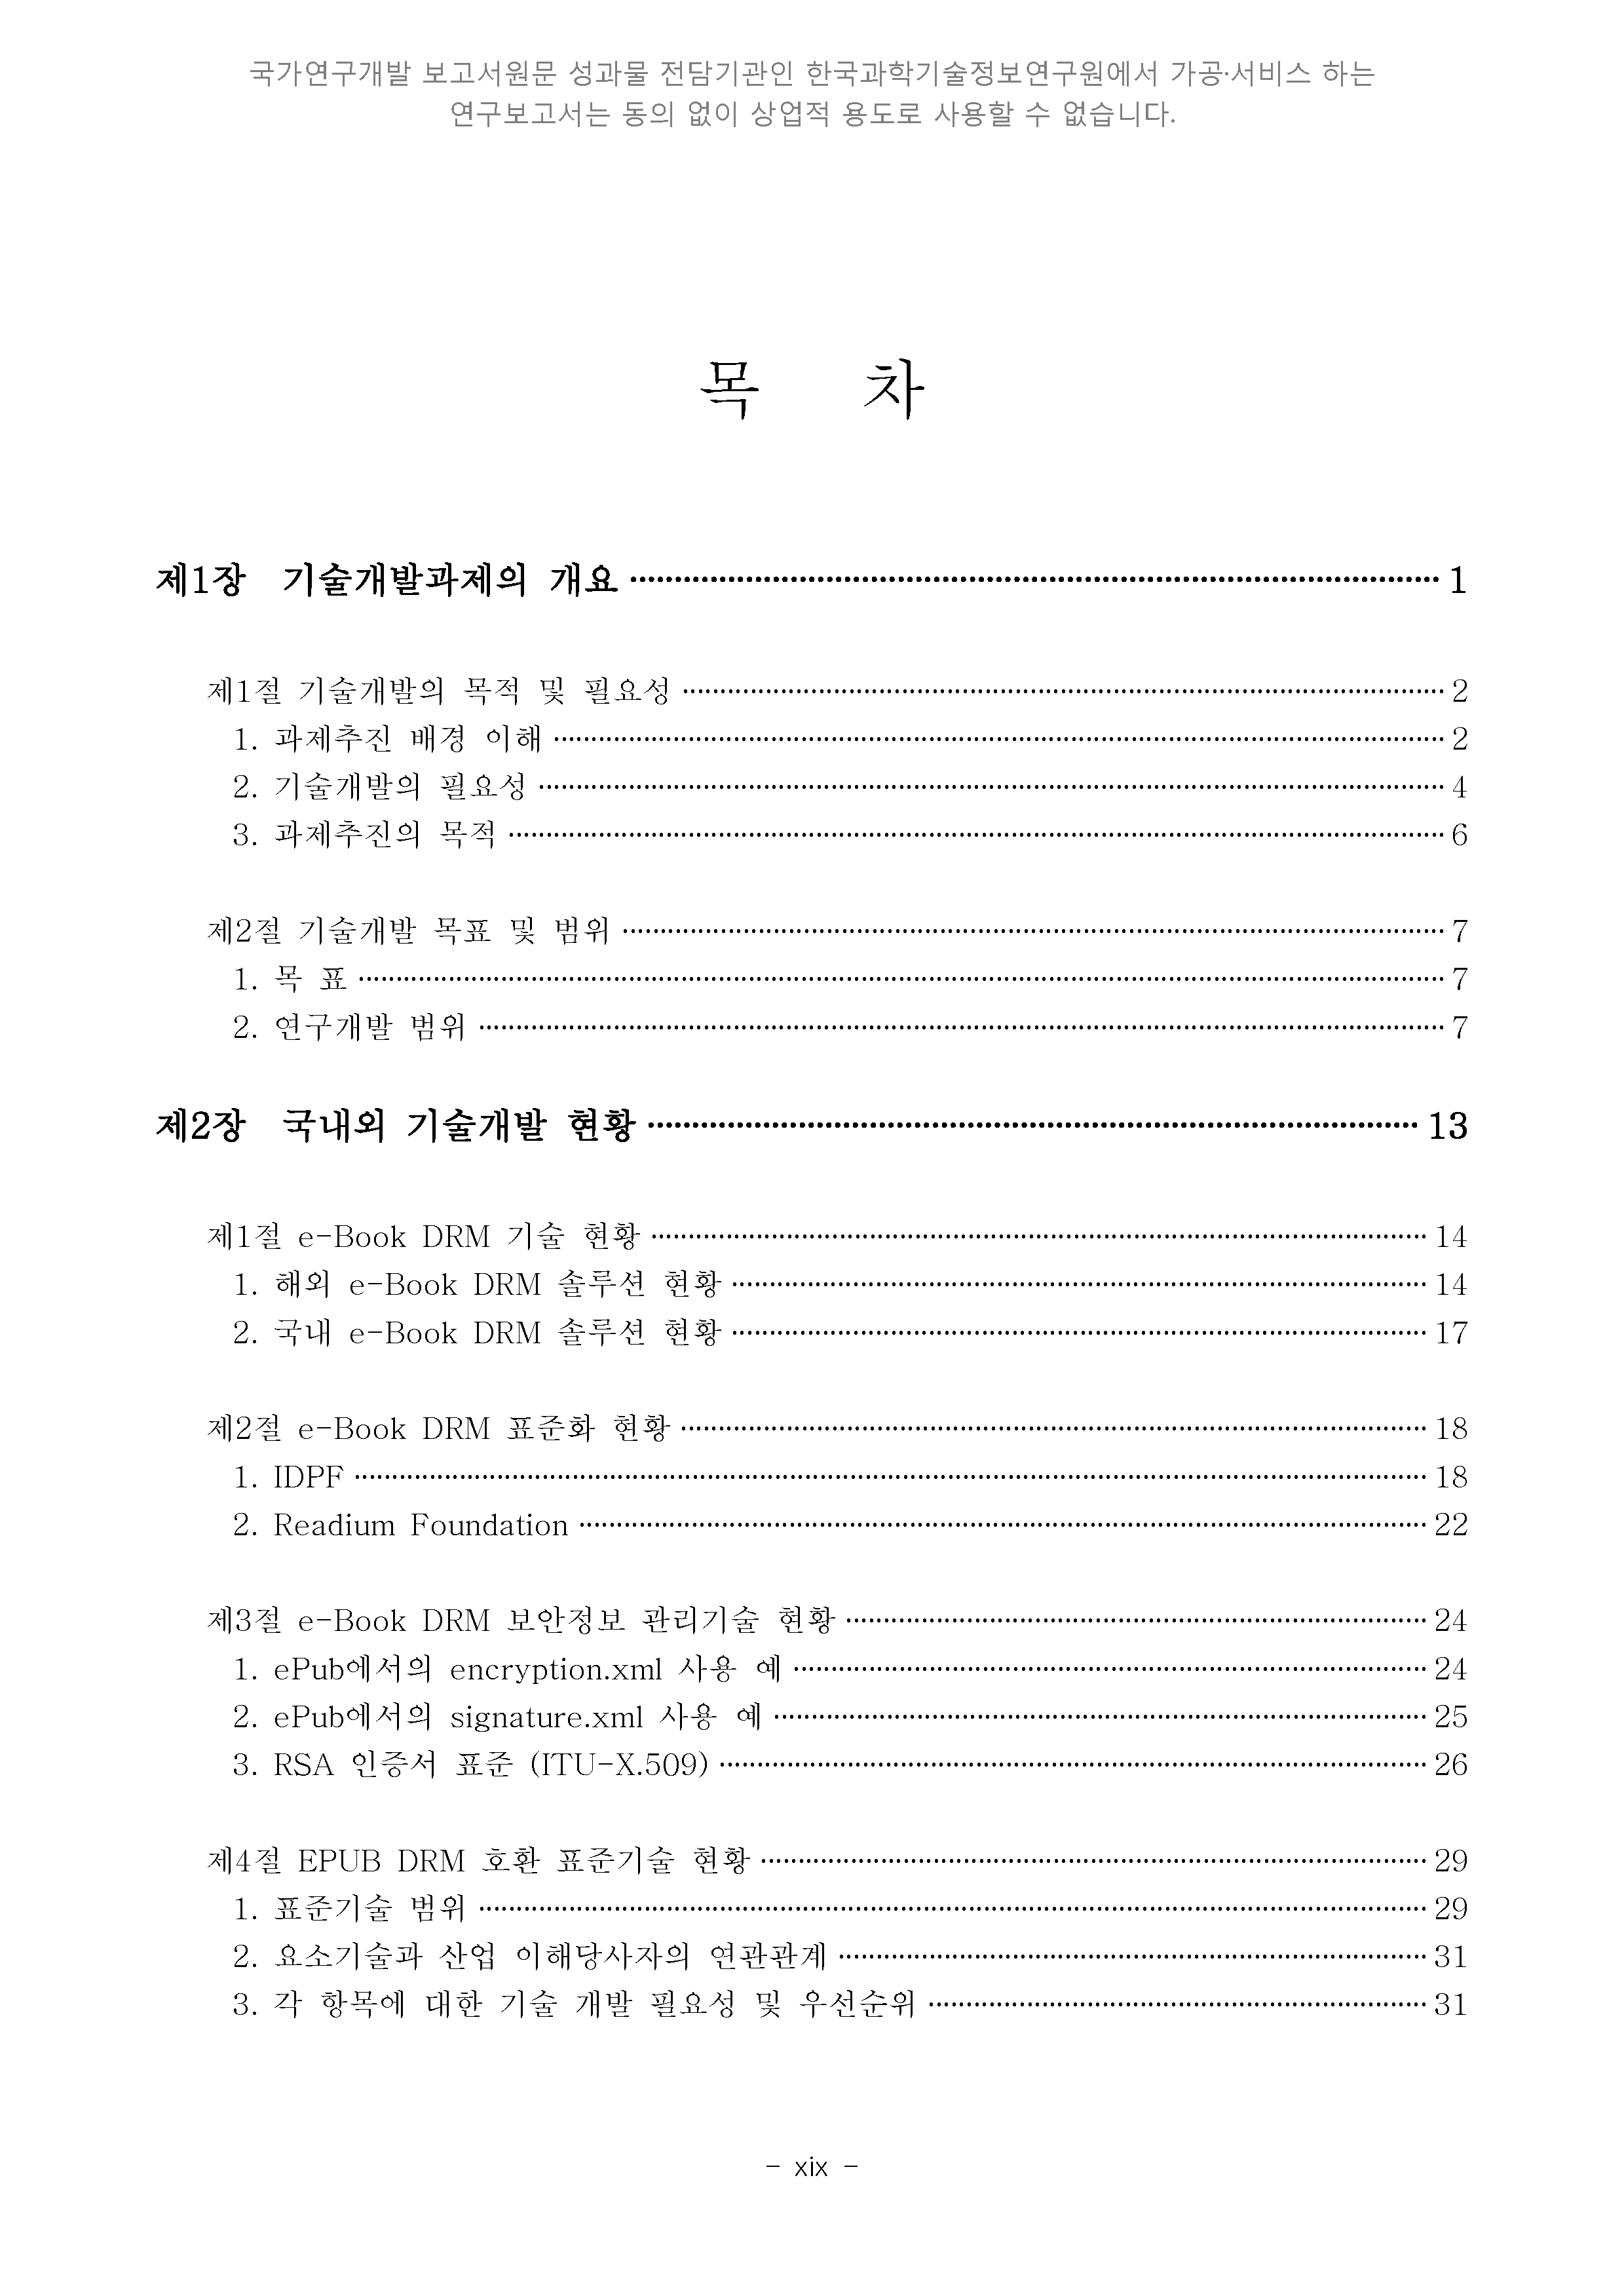 국가연구개발 보고서원문 성과물 전담기관인 한국과학기술정보연구원에서 가공·서비스 하는
연구보고서는 동의 없이 상업적 용도로 사용할 수 없습니다.
목 차
제1장 기술개발과제의 개요 ··· 1
제1절 기술개발의 목적 및 필요성 ··· 2
1. 과제추진 배경 이해 ··· 2
2. 기술개발의 필요성 ··· 4
3. 과제추진의 목적 ··· 6
제2절 기술개발 목표 및 범위 ··· 7
1. 목 표 ··· 7
2. 연구개발 범위 ··· 7
제2장 국내외 기술개발 현황 ··· 13
제1절 e-Book DRM 기술 현황 ··· 14
1. 해외 e-Book DRM 솔루션 현황 ··· 14
2. 국내 e-Book DRM 솔루션 현황 ··· 17
제2절 e-Book DRM 표준화 현황 ··· 18
1. IDPF ··· 18
2. Readium Foundation ··· 22
제3절 e-Book DRM 보안정보 관리기술 현황 ··· 24
1. ePub에서의 encryption.xml 사용 예 ··· 24
2. ePub에서의 signature.xml 사용 예 ··· 25
3. RSA 인증서 표준 (ITU-X.509) ··· 26
제4절 EPUB DRM 호환 표준기술 현황 ··· 29
1. 표준기술 범위 ··· 29
2. 요소기술과 산업 이해당사자의 연관관계 ··· 31
3. 각 항목에 대한 기술 개발 필요성 및 우선순위 ··· 31
- xix -